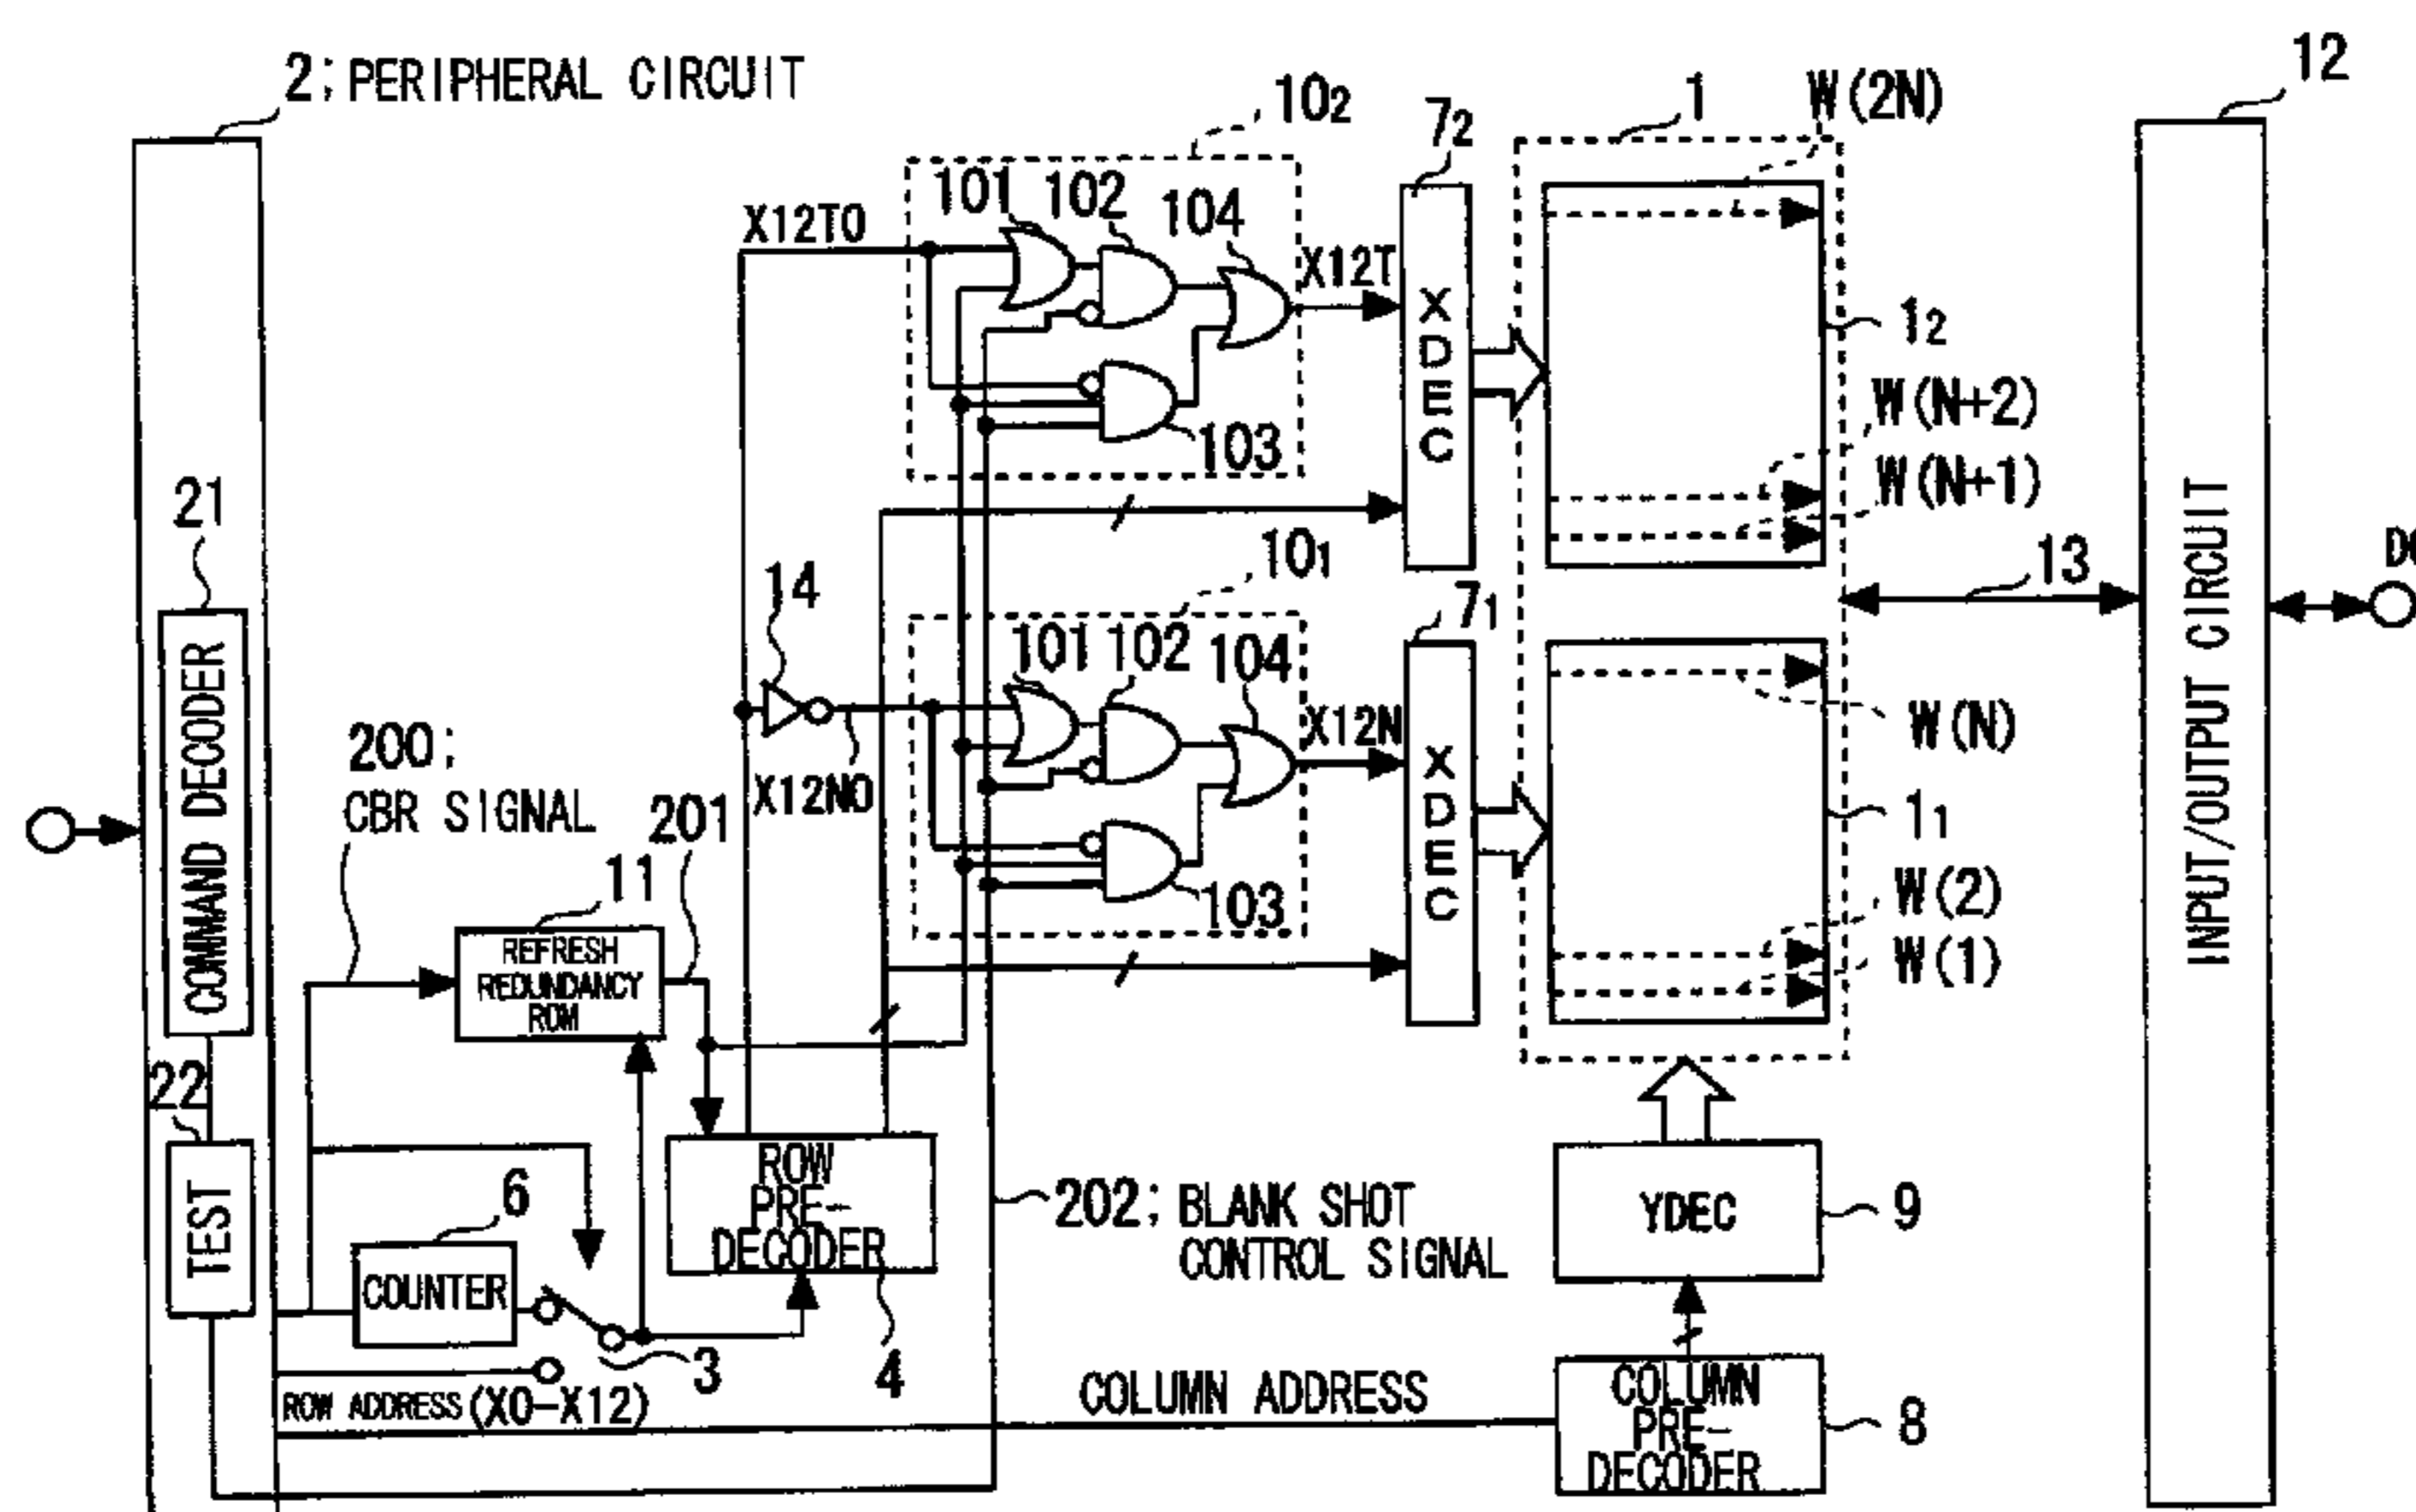 2; PERIPHERAL CIRCUIT
12
10₂
7₂
1
W(2N)
101
102
104
X12T0
X12T
XDEC
1₂
W(N+2)
103
W(N+1)
21
10₁
13
14
7₁
COMMAND DECODER
INPUT/OUTPUT CIRCUIT
101
102
104
X12N
XDEC
W(N)
200;
CBR SIGNAL
X12N0
201
1₁
11
W(2)
103
REFRESH
REDUNDANCY
ROM
W(1)
22
TEST
6
ROW
PRE-
DECODER
202; BLANK SHOT
CONTROL SIGNAL
YDEC
9
COUNTER
3
4
ROW ADDRESS(X0-X12)
COLUMN ADDRESS
COLUMN
PRE-
DECODER
8